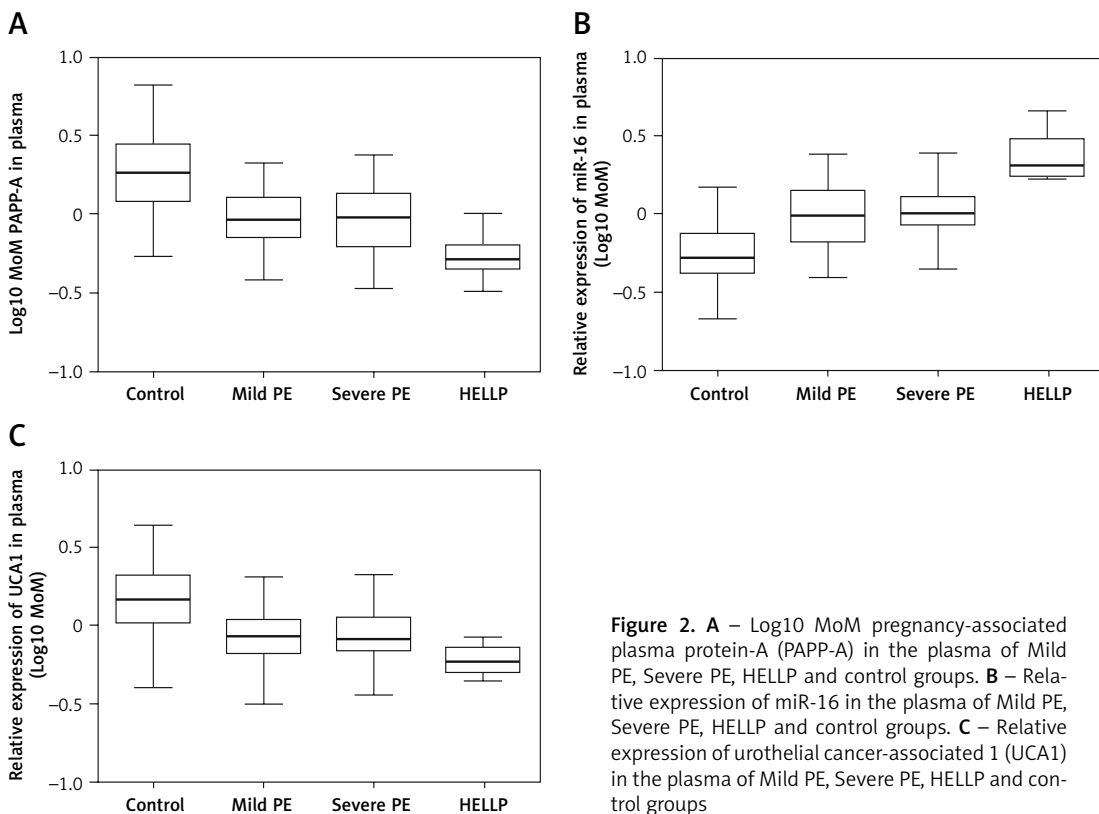 A
Log10 MoM PAPP-A in plasma
1.0
0.5
0
–0.5
–1.0
Control Mild PE Severe PE HELLP
B
Relative expression of miR-16 in plasma
(Log10 MoM)
1.0
0.5
0
–0.5
–1.0
Control Mild PE Severe PE HELLP
C
Relative expression of UCA1 in plasma
(Log10 MoM)
1.0
0.5
0
–0.5
–1.0
Control Mild PE Severe PE HELLP
Figure 2. A – Log10 MoM pregnancy-associated
plasma protein-A (PAPP-A) in the plasma of Mild
PE, Severe PE, HELLP and control groups. B – Rela-
tive expression of miR-16 in the plasma of Mild PE,
Severe PE, HELLP and control groups. C – Relative
expression of urothelial cancer-associated 1 (UCA1)
in the plasma of Mild PE, Severe PE, HELLP and con-
trol groups